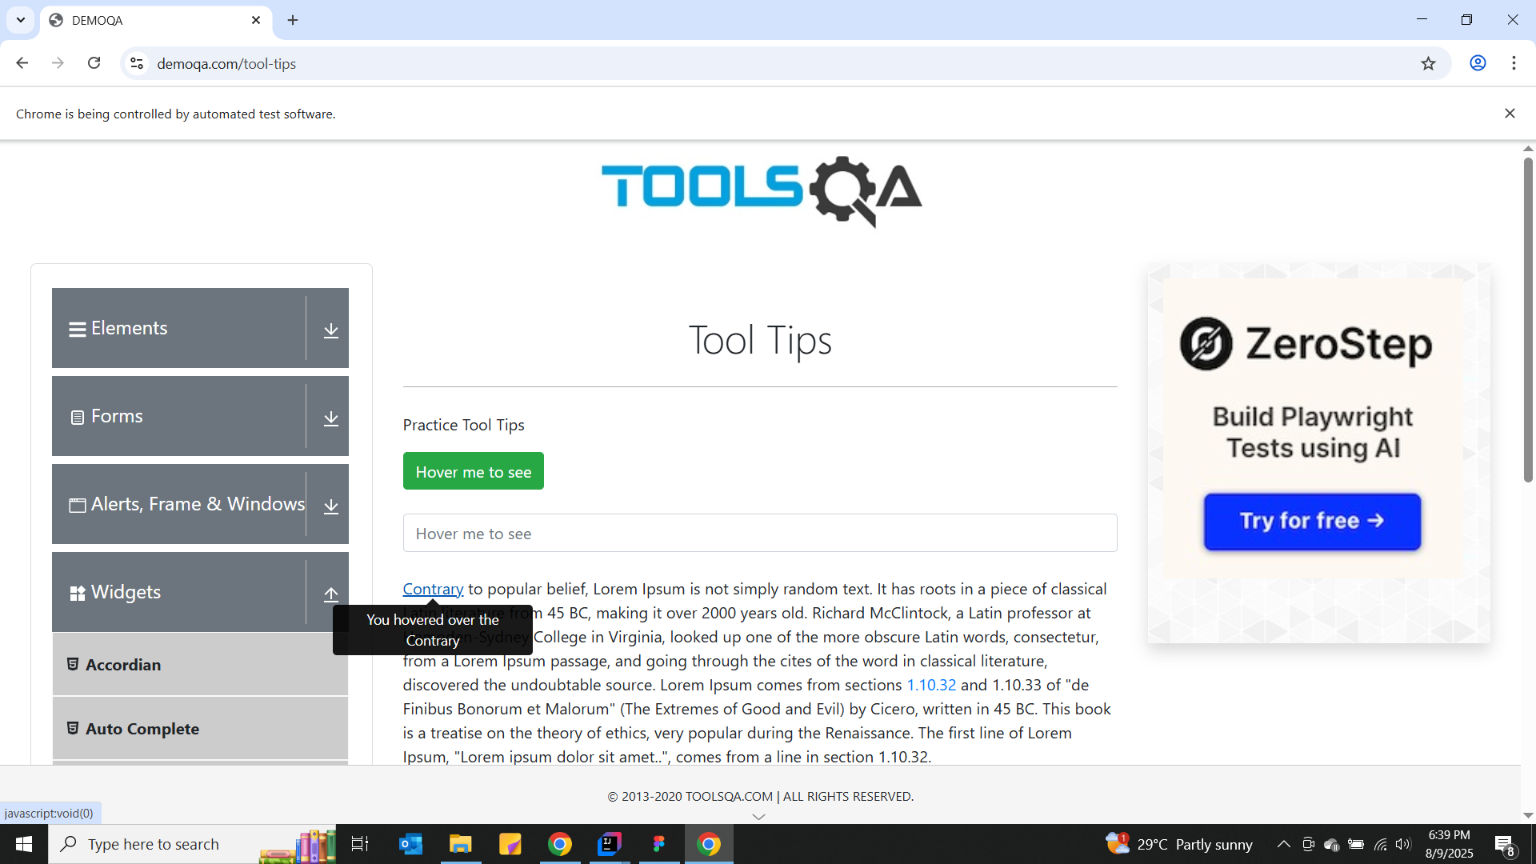 DEMOQA
demoqa.com/tool-tips
Chrome is being controlled by automated test software.
TOOLSQA
Elements
Forms
Alerts, Frame & Windows
Widgets
Accordian
Auto Complete
Tool Tips
Practice Tool Tips
Hover me to see
Hover me to see
Contrary to popular belief, Lorem Ipsum is not simply random text. It has roots in a piece of classical
Latin literature from 45 BC, making it over 2000 years old. Richard McClintock, a Latin professor at
Hampden-Sydney College in Virginia, looked up one of the more obscure Latin words, consectetur,
from a Lorem Ipsum passage, and going through the cites of the word in classical literature,
discovered the undoubtable source. Lorem Ipsum comes from sections 1.10.32 and 1.10.33 of "de
Finibus Bonorum et Malorum" (The Extremes of Good and Evil) by Cicero, written in 45 BC. This book
is a treatise on the theory of ethics, very popular during the Renaissance. The first line of Lorem
Ipsum, "Lorem ipsum dolor sit amet..", comes from a line in section 1.10.32.
You hovered over the
Contrary
ZeroStep
Build Playwright
Tests using AI
Try for free →
© 2013-2020 TOOLSQA.COM | ALL RIGHTS RESERVED.
javascript:void(0)
Type here to search
1
29°C Partly sunny
6:39 PM
8/9/2025
8